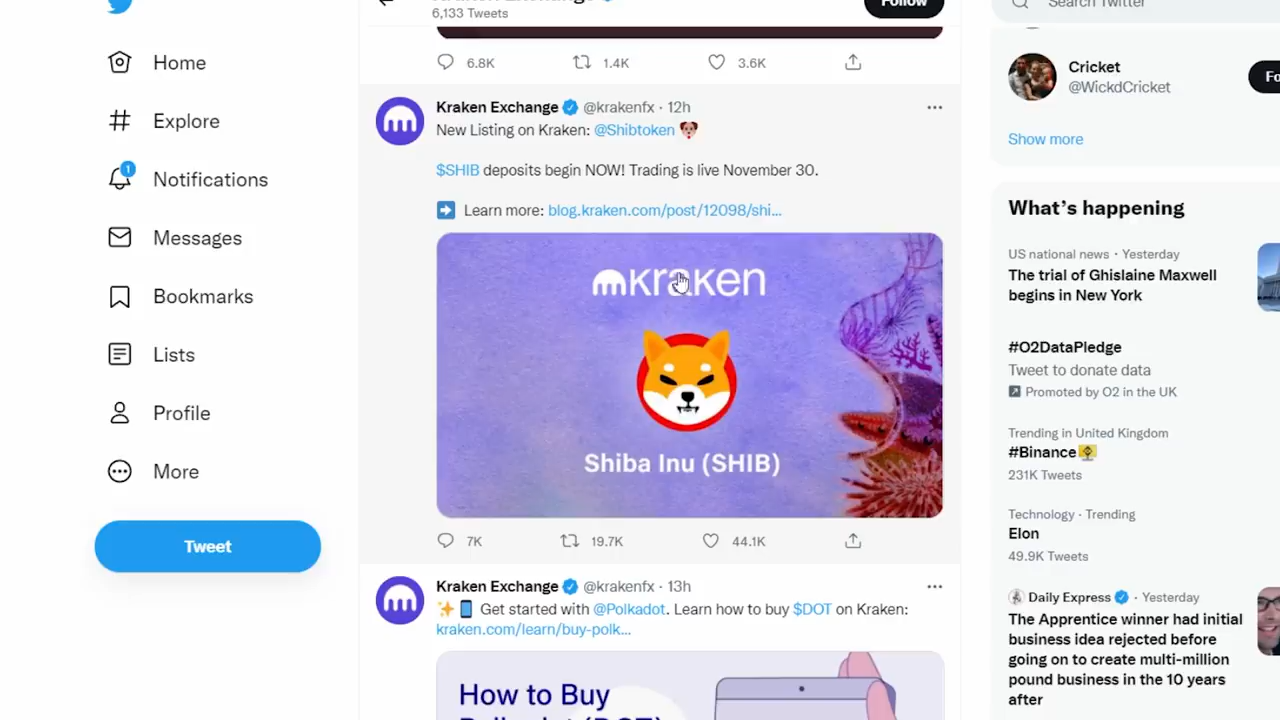 Home
Explore
1
Notifications
Messages
Bookmarks
Lists
Profile
More
Tweet
Kraken Exchange
6,133 Tweets
Follow
6.8K 1.4K 3.6K
Kraken Exchange @krakenfx · 12h
New Listing on Kraken: @Shibtoken
$SHIB deposits begin NOW! Trading is live November 30.
Learn more: blog.kraken.com/post/12098/shi...
kraken
Shiba Inu (SHIB)
7K 19.7K 44.1K
Kraken Exchange @krakenfx · 13h
Get started with @Polkadot. Learn how to buy $DOT on Kraken:
kraken.com/learn/buy-polk...
How to Buy
Polkadot (DOT)
Search Twitter
Cricket
@WickdCricket
Fo
Show more
What's happening
US national news · Yesterday
The trial of Ghislaine Maxwell
begins in New York
#O2DataPledge
Tweet to donate data
Promoted by O2 in the UK
Trending in United Kingdom
#Binance
231K Tweets
Technology · Trending
Elon
49.9K Tweets
Daily Express · Yesterday
The Apprentice winner had initial
business idea rejected before
going on to create multi-million
pound business in the 10 years
after